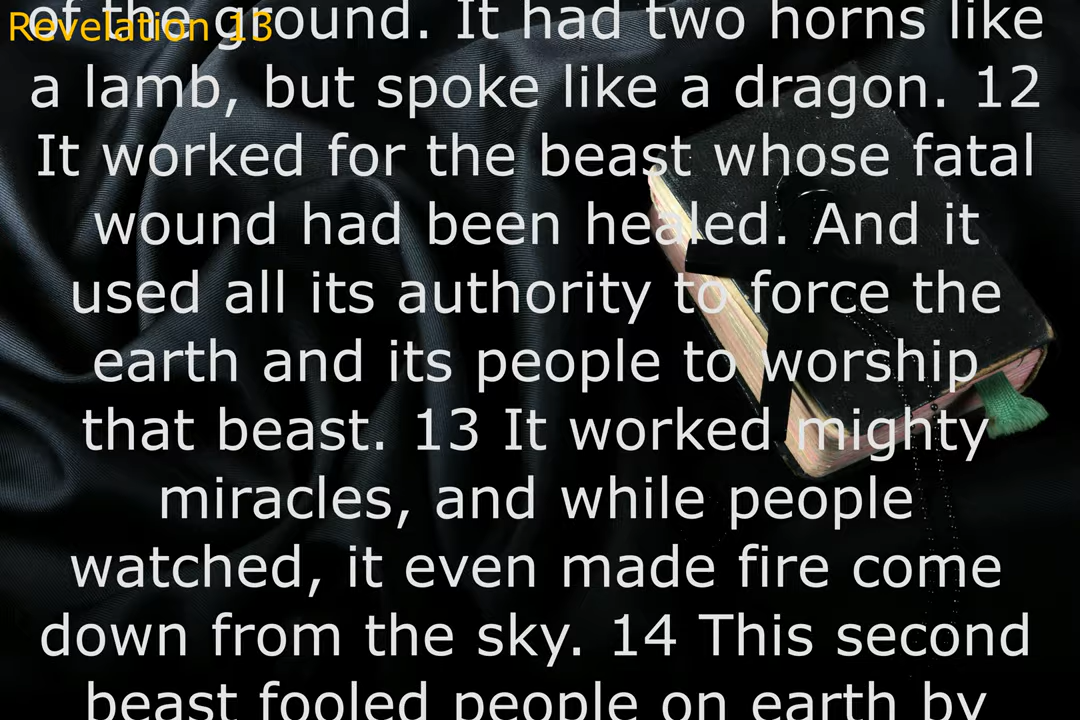 Revelation 13
of the ground. It had two horns like
a lamb, but spoke like a dragon. 12
It worked for the beast whose fatal
wound had been healed. And it
used all its authority to force the
earth and its people to worship
that beast. 13 It worked mighty
miracles, and while people
watched, it even made fire come
down from the sky. 14 This second
beast fooled people on earth by